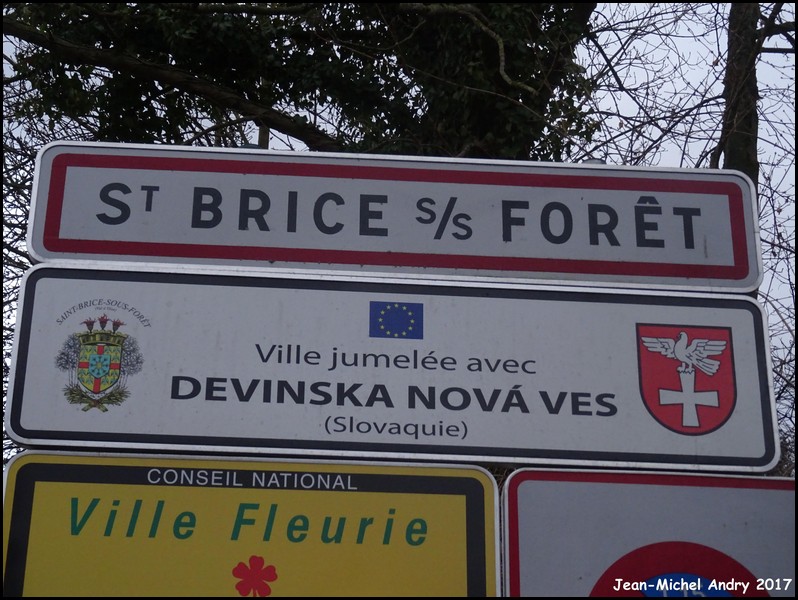 ST BRICE S/S FORÊT
SAINT-BRICE-SOUS-FORÊT
Ville jumelée avec
DEVINSKA NOVÁ VES
(Slovaquie)
CONSEIL NATIONAL
Ville Fleurie
Jean-Michel Andry 2017